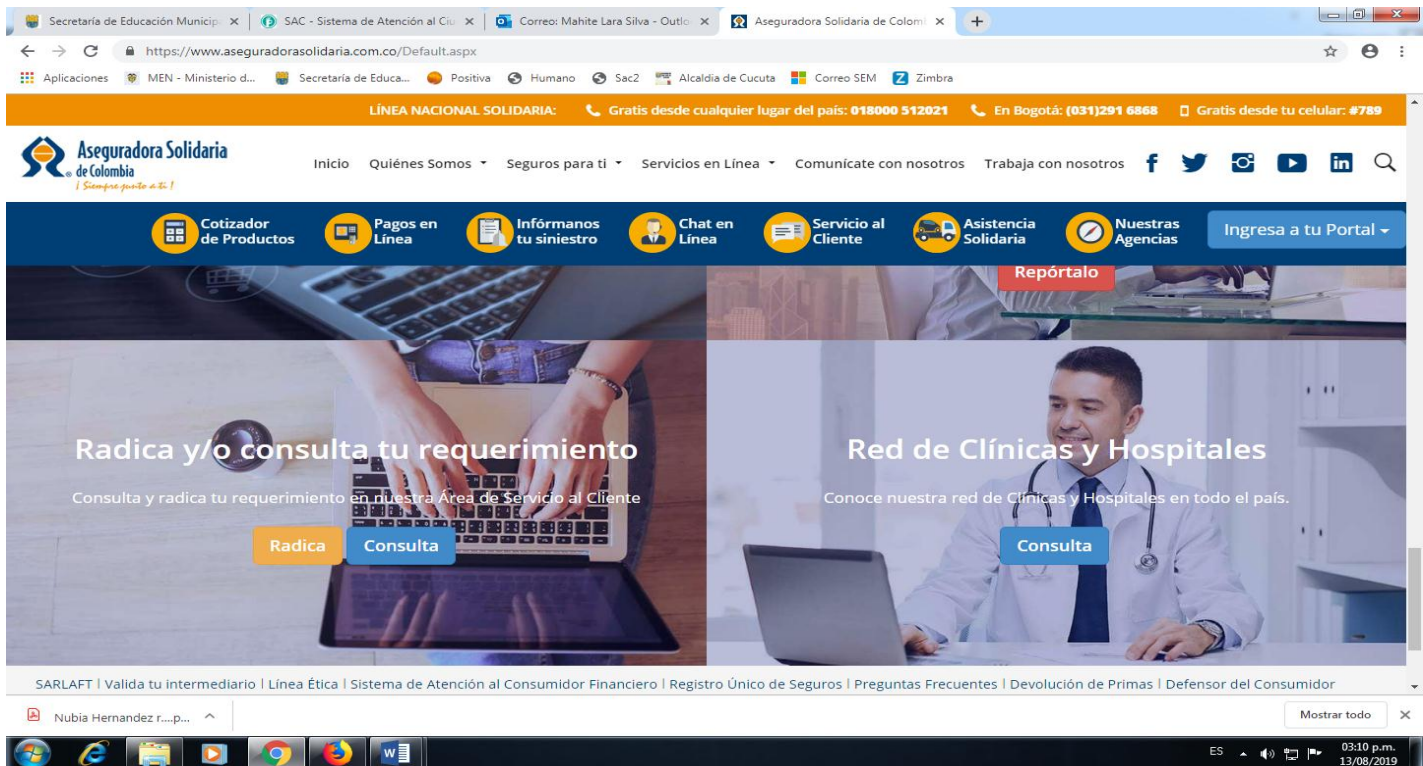 Secretaría de Educación Municip
SAC - Sistema de Atención al Ciu
Correo: Mahite Lara Silva - Outlo
Aseguradora Solidaria de Colom
https://www.aseguradorasolidaria.com.co/Default.aspx
Aplicaciones MEN - Ministerio d... Secretaría de Educa... Positiva Humano Sac2 Alcaldia de Cucuta Correo SEM Zimbra
LÍNEA NACIONAL SOLIDARIA: Gratis desde cualquier lugar del país: 018000 512021 En Bogotá: (031)291 6868 Gratis desde tu celular: #789
Aseguradora Solidaria
de Colombia
¡Siempre junto a ti!
Inicio Quiénes Somos Seguros para ti Servicios en Línea Comunícate con nosotros Trabaja con nosotros
Cotizador
de Productos
Pagos en
Línea
Infórmanos
tu siniestro
Chat en
Línea
Servicio al
Cliente
Asistencia
Solidaria
Nuestras
Agencias
Ingresa a tu Portal
Repórtalo
Radica y/o consulta tu requerimiento
Consulta y radica tu requerimiento en nuestra Área de Servicio al Cliente
Radica Consulta
Red de Clínicas y Hospitales
Conoce nuestra red de Clínicas y Hospitales en todo el país.
Consulta
SARLAFT | Valida tu intermediario | Línea Ética | Sistema de Atención al Consumidor Financiero | Registro Único de Seguros | Preguntas Frecuentes | Devolución de Primas | Defensor del Consumidor
Nubia Hernandez r....p...
Mostrar todo
ES
03:10 p.m.
13/08/2019